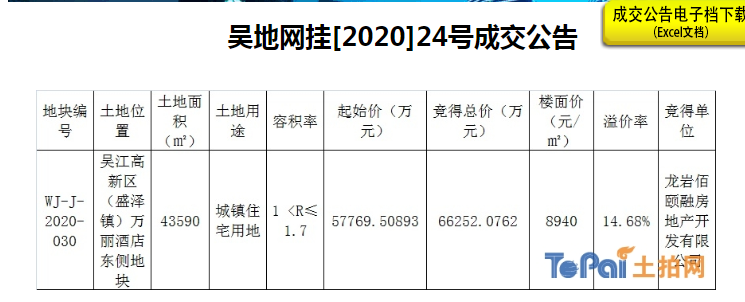 成交公告电子档下载
(Excel文档)
吴地网挂[2020]24号成交公告
地块编号 土地位置 土地面积（㎡） 土地用途 容积率 起始价（万元） 竞得总价（万元） 楼面价（元/㎡） 溢价率 竞得单位
WJ-J-2020-030 吴江高新区（盛泽镇）万丽酒店东侧地块 43590 城镇住宅用地 1 <R≤1.7 57769.50893 66252.0762 8940 14.68% 龙岩佰颐融房地产开发有限公司
ToPai土拍网